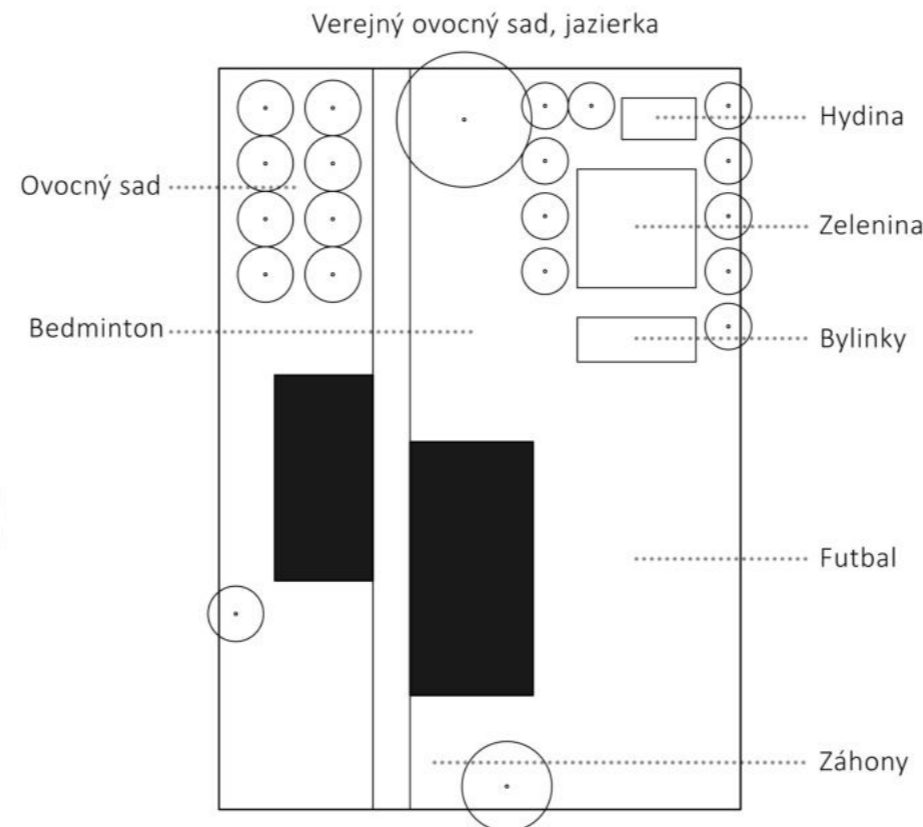 Verejný ovocný sad, jazierka
Hydina
Ovocný sad
Zelenina
Bedminton
Bylinky
Futbal
Záhony